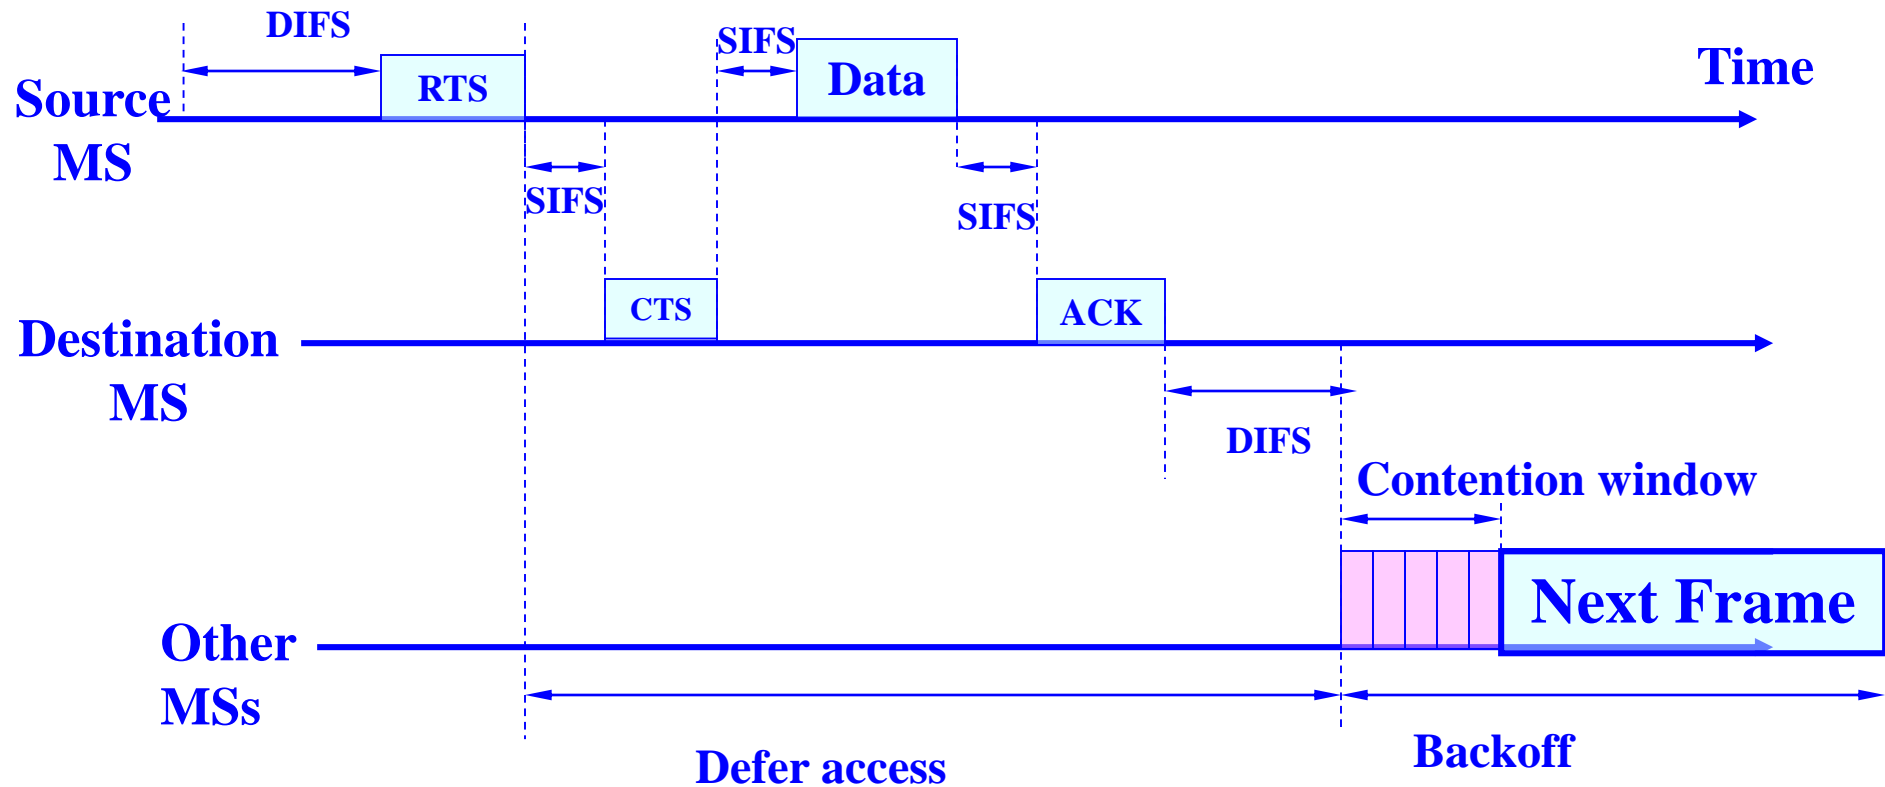 DIFS
SIFS
Time
RTS
Data
Source
MS
SIFS
SIFS
CTS
ACK
Destination
MS
DIFS
Contention window
Next Frame
Other
MSs
Defer access
Backoff